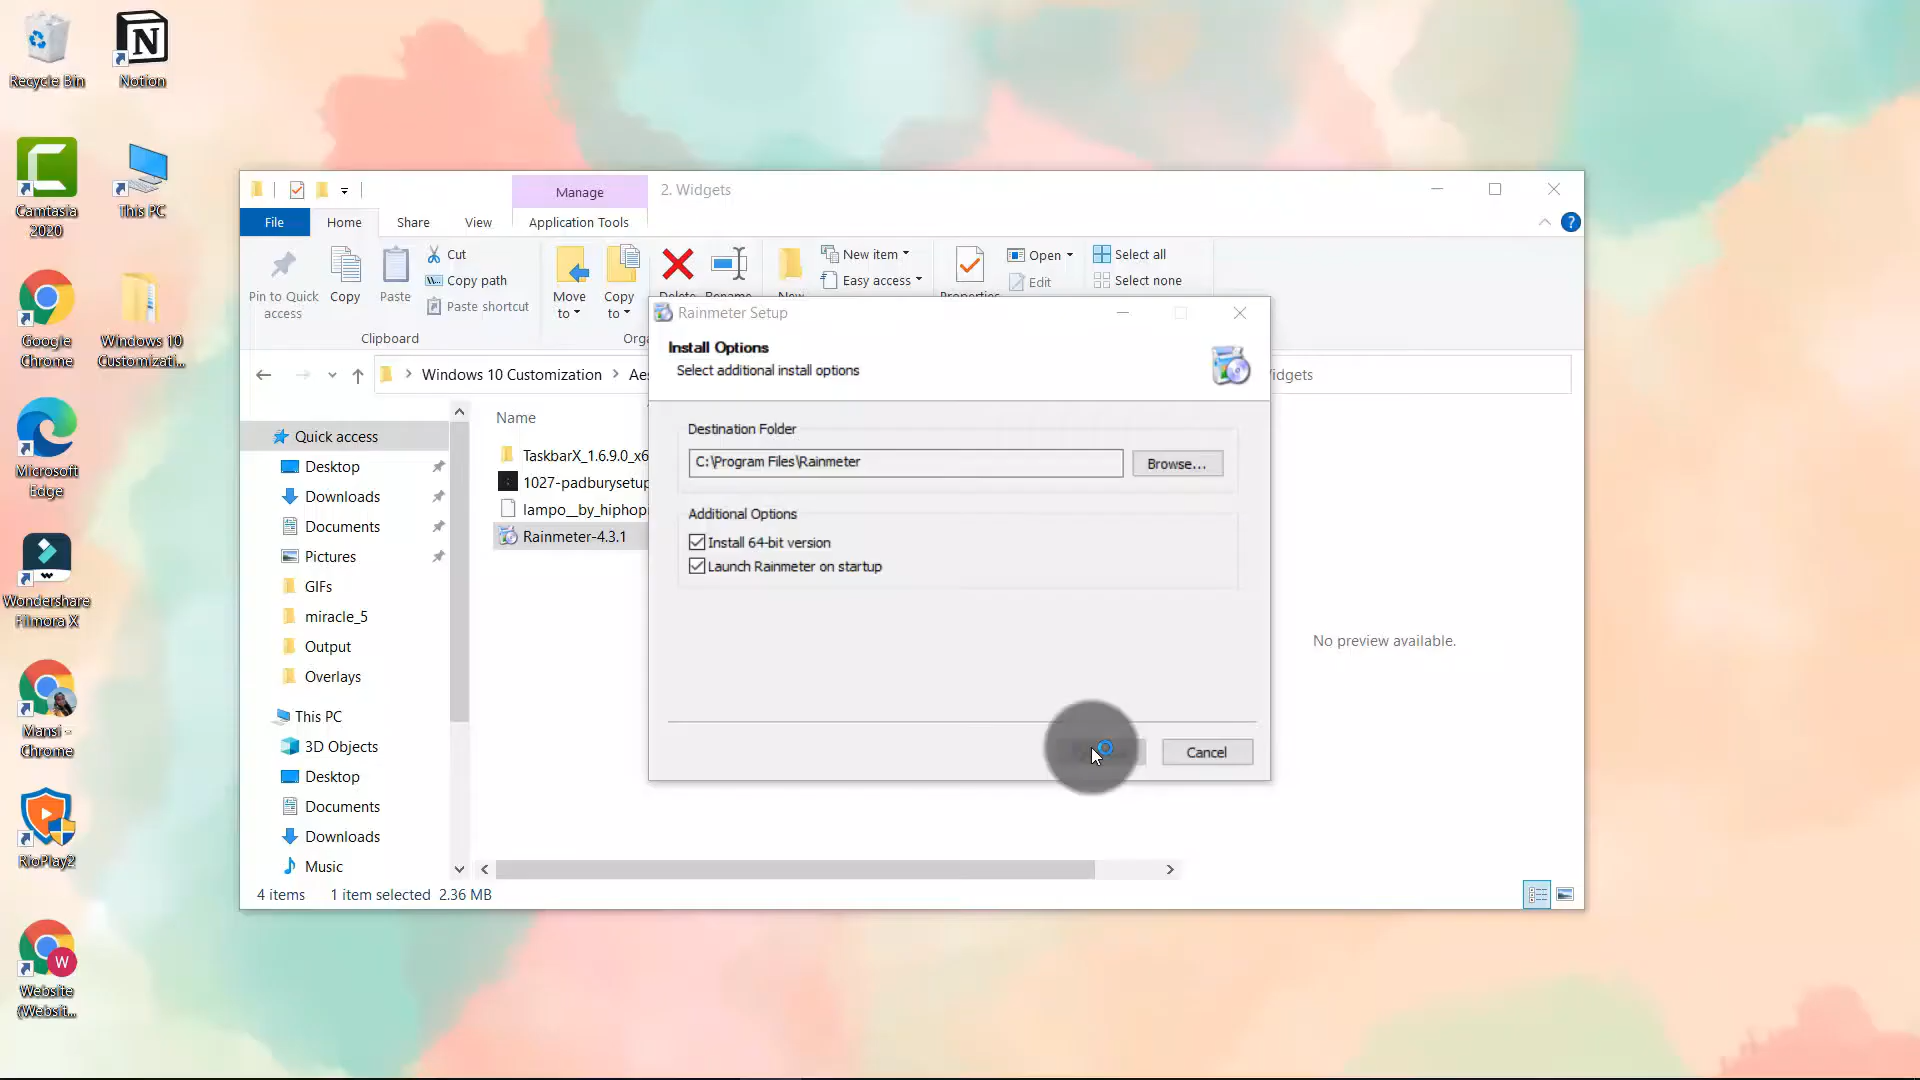 Recycle Bin
Notion
Camtasia
2020
This PC
Google
Chrome
Windows 10
Customizati...
Microsoft
Edge
Wondershare
Filmora X
Mansi -
Chrome
RioPlay2
W
Website
(Websit...
Manage
2. Widgets
File
Home
Share
View
Application Tools
Pin to Quick
access
Copy
Paste
Cut
Copy path
Paste shortcut
Clipboard
Move
to
Copy
to
Delete
Rename
New
New item
Easy access
Properties
Open
Edit
Select all
Select none
Windows 10 Customization
Aes
idgets
Quick access
Desktop
Downloads
Documents
Pictures
GIFs
miracle_5
Output
Overlays
This PC
3D Objects
Desktop
Documents
Downloads
Music
Name
TaskbarX_1.6.9.0_x6
1027-padburysetup
lampo__by_hiphop
Rainmeter-4.3.1
No preview available.
4 items
1 item selected 2.36 MB
Rainmeter Setup
Install Options
Select additional install options
Destination Folder
C:\Program Files\Rainmeter
Browse...
Additional Options
Install 64-bit version
Launch Rainmeter on startup
Cancel